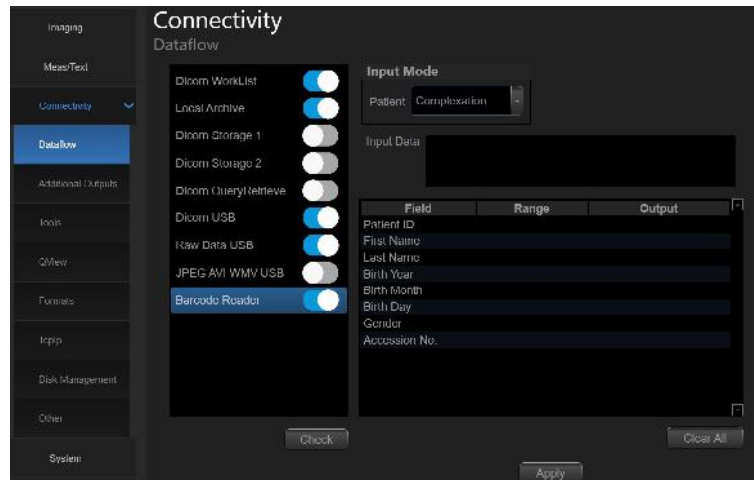 Connectivity
Dataflow
Imaging
Meas/Text
Connectivity
Dataflow
Additional Outputs
Tools
QView
Formats
Tcpip
Disk Management
Other
System
Dicom WorkList
Local Archive
Dicom Storage 1
Dicom Storage 2
Dicom QueryRetrieve
Dicom USB
Raw Data USB
JPEG AVI WMV USB
Barcode Reader
Check
Input Mode
Patient Complexation
Input Data
Field Range Output
Patient ID
First Name
Last Name
Birth Year
Birth Month
Birth Day
Gender
Accession No.
Clear All
Apply